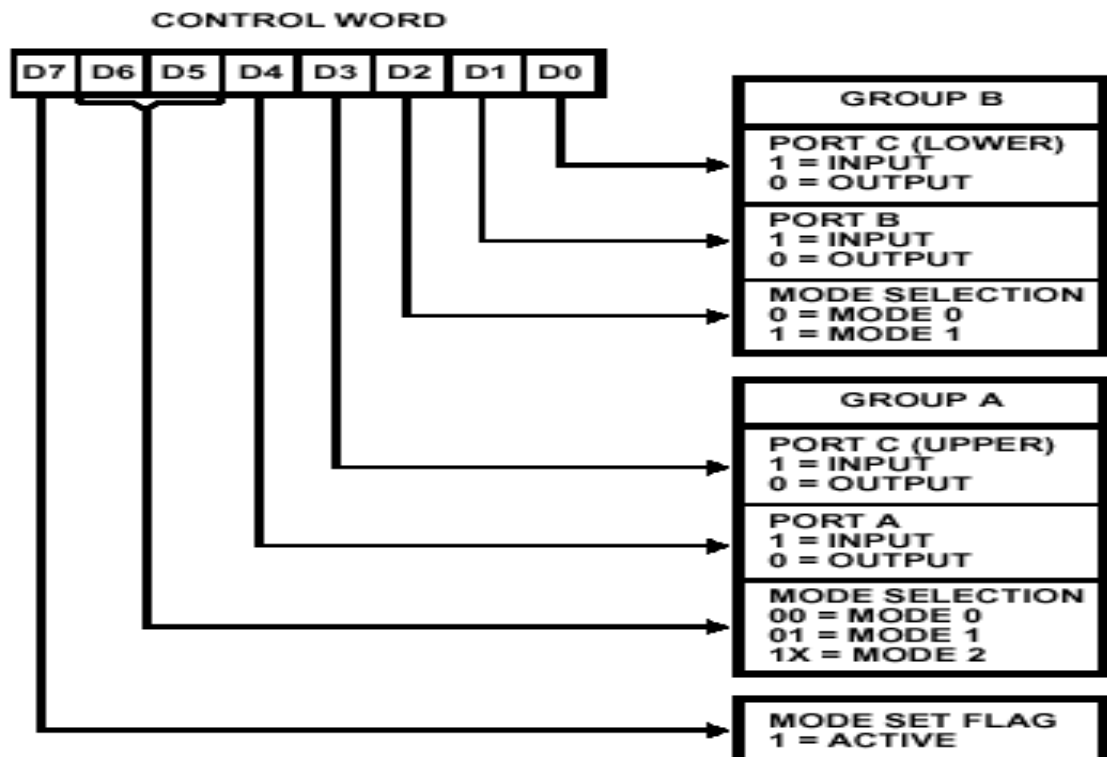 CONTROL WORD
D7 D6 D5 D4 D3 D2 D1 D0
GROUP B
PORT C (LOWER)
1 = INPUT
0 = OUTPUT
PORT B
1 = INPUT
0 = OUTPUT
MODE SELECTION
0 = MODE 0
1 = MODE 1
GROUP A
PORT C (UPPER)
1 = INPUT
0 = OUTPUT
PORT A
1 = INPUT
0 = OUTPUT
MODE SELECTION
00 = MODE 0
01 = MODE 1
1X = MODE 2
MODE SET FLAG
1 = ACTIVE